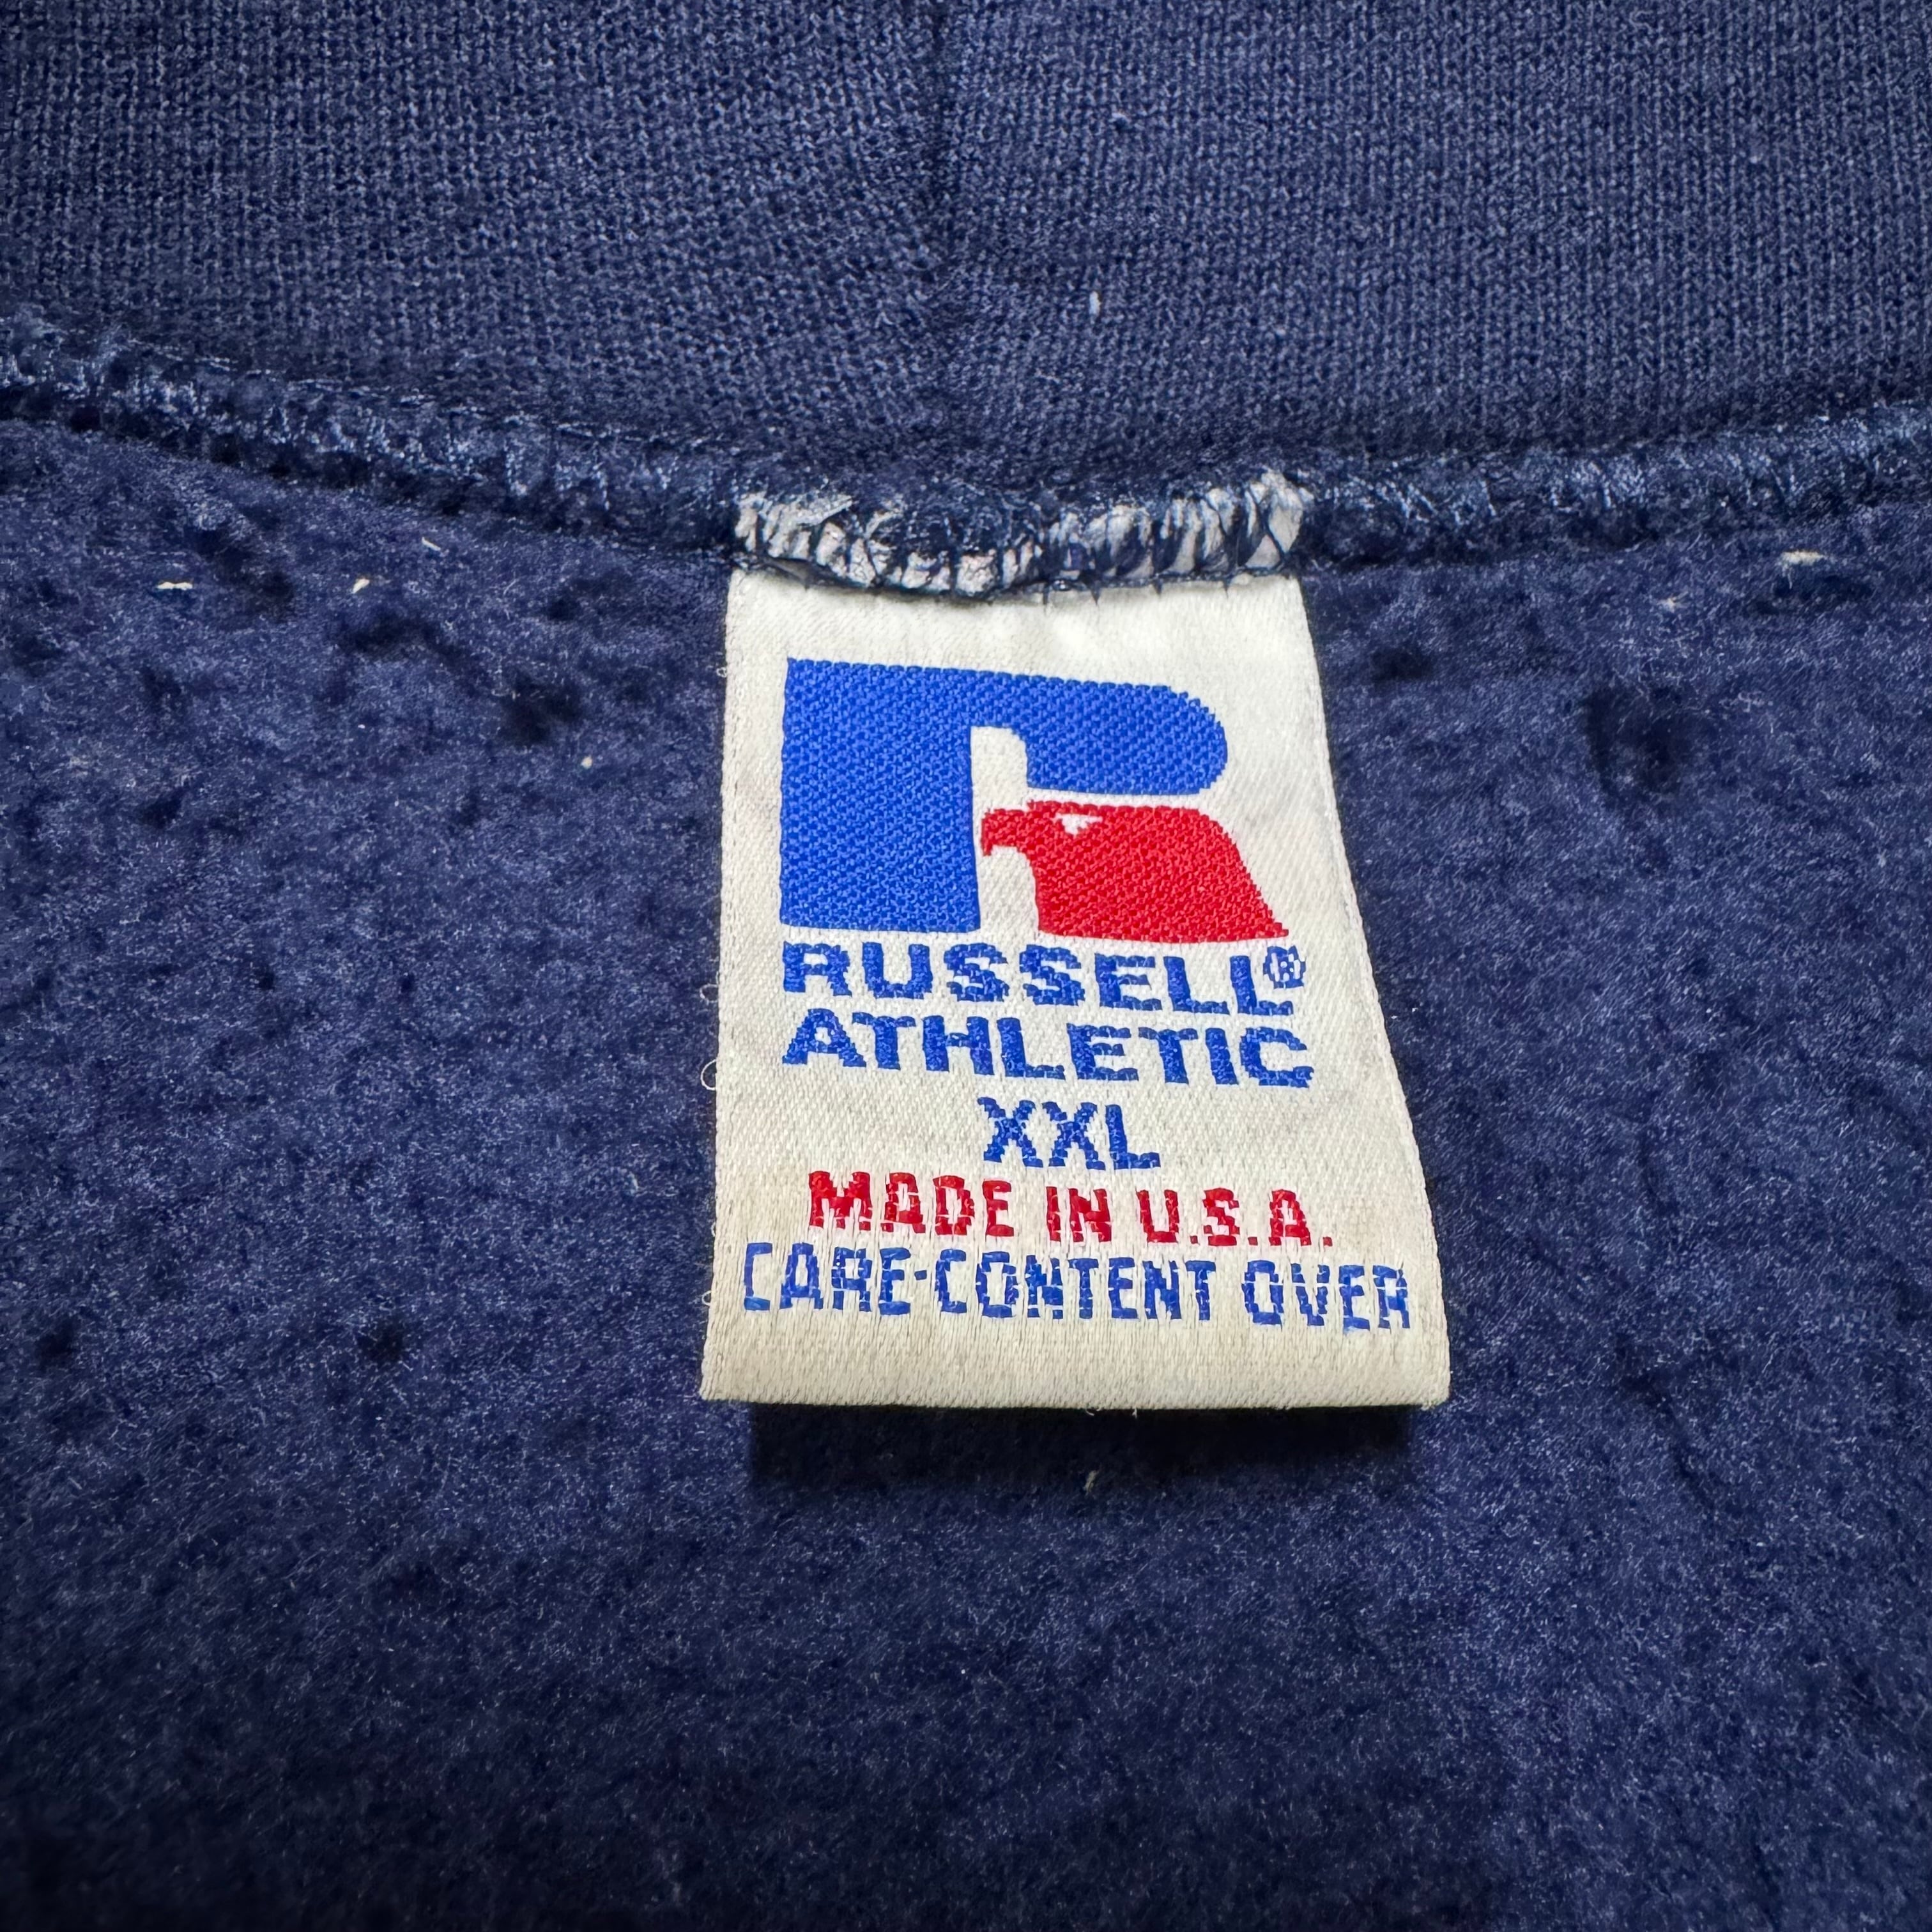 RUSSELL®
ATHLETIC
XXL
MADE IN U.S.A.
CARE·CONTENT OVER